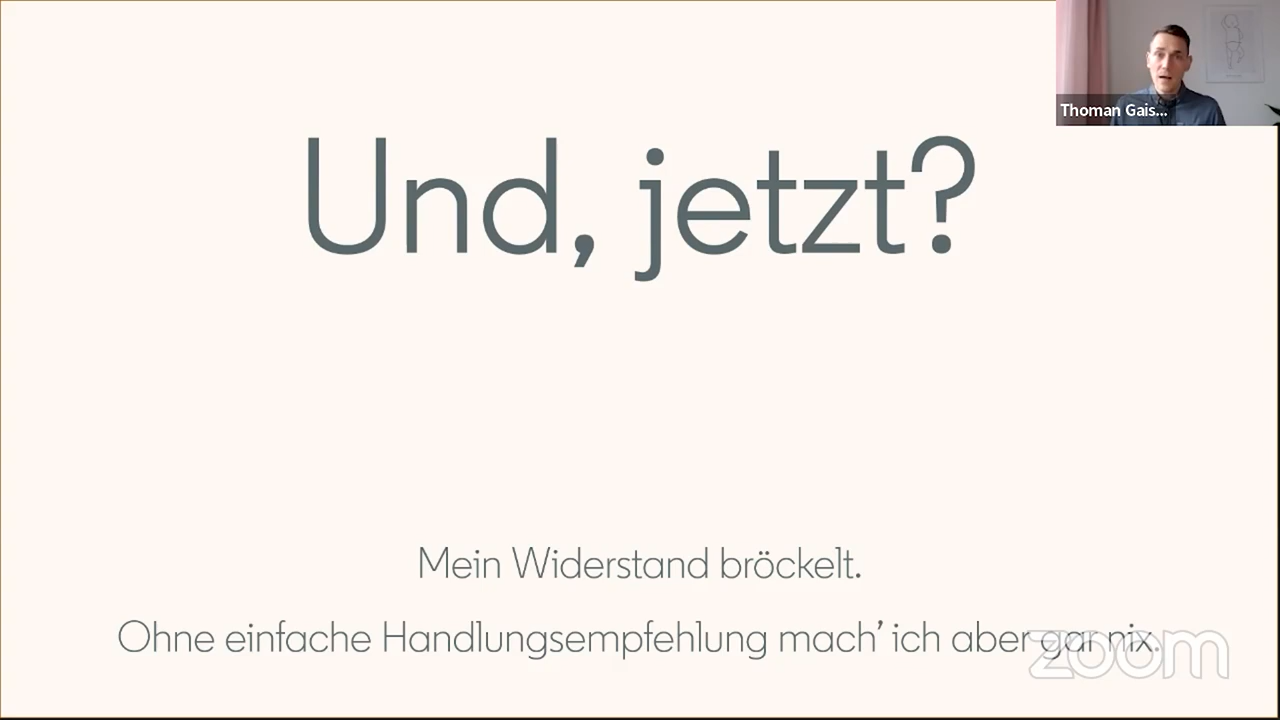 Thoman Gais...
Und, jetzt?
Mein Widerstand bröckelt.
Ohne einfache Handlungsempfehlung mach’ ich aber gar nix.
zoom